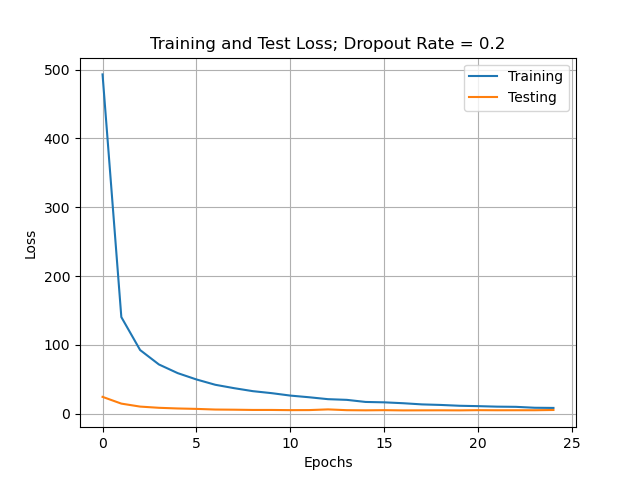 Training and Test Loss; Dropout Rate = 0.2
Training
Testing
500
400
300
200
100
0
Loss
0 5 10 15 20 25
Epochs